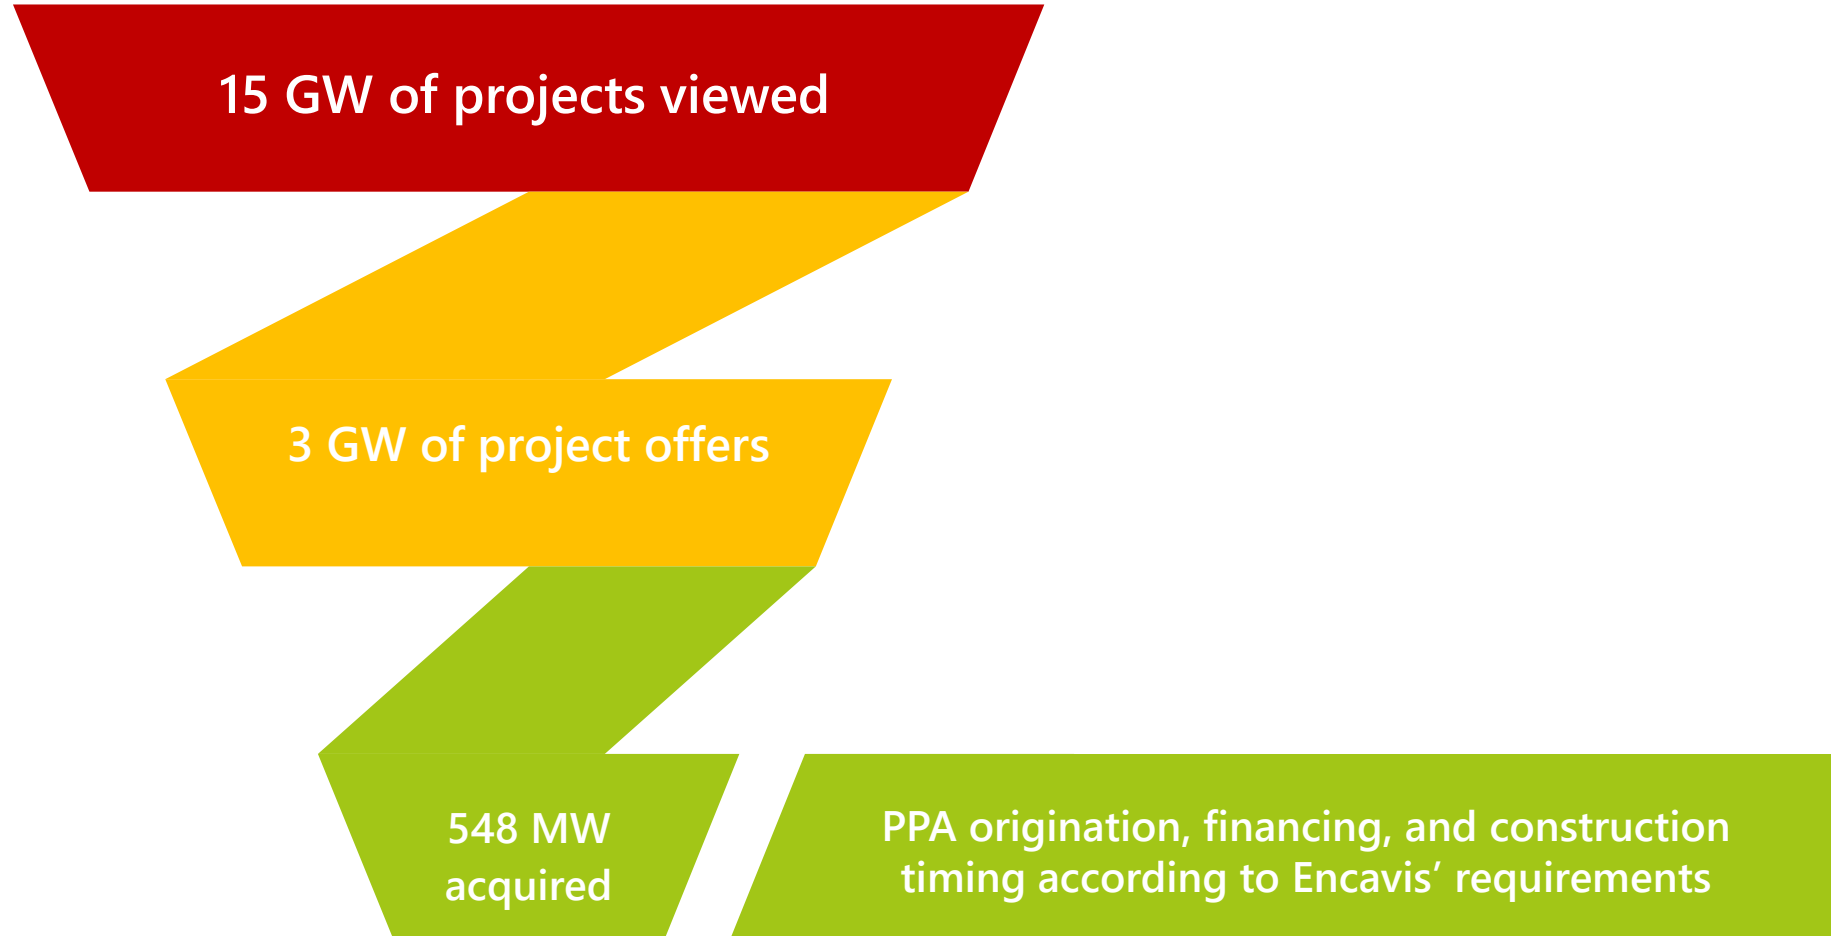 15 GW of projects viewed
3 GW of project offers
548 MW
acquired
PPA origination, financing, and construction
timing according to Encavis’ requirements